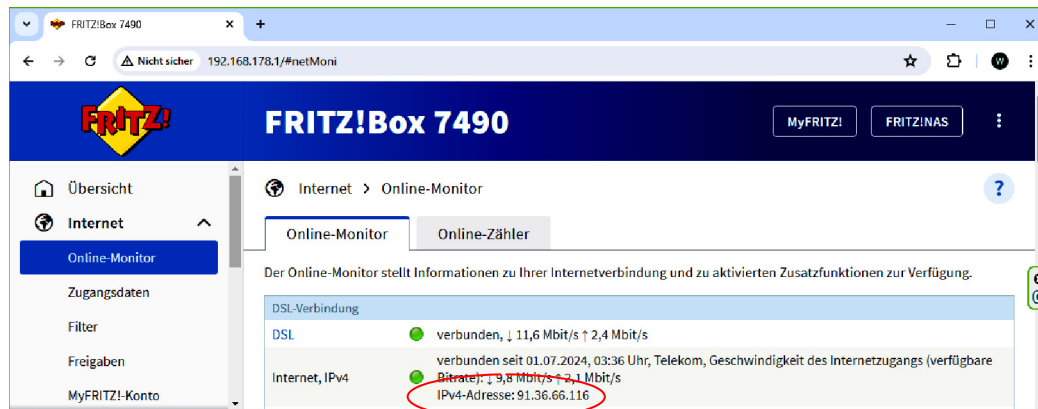 FRITZ!Box 7490
Nicht sicher 192.168.178.1/#netMoni
W
FRITZ!
FRITZ!Box 7490
MyFRITZ!
FRITZ!NAS
Übersicht
Internet
Online-Monitor
Zugangsdaten
Filter
Freigaben
MyFRITZ!-Konto
Internet > Online-Monitor
?
Online-Monitor
Online-Zähler
Der Online-Monitor stellt Informationen zu Ihrer Internetverbindung und zu aktivierten Zusatzfunktionen zur Verfügung.
DSL-Verbindung
DSL verbunden, ↓ 11,6 Mbit/s ↑ 2,4 Mbit/s
Internet, IPv4 verbunden seit 01.07.2024, 03:36 Uhr, Telekom, Geschwindigkeit des Internetzugangs (verfügbare
Bitrate): ↓ 9,8 Mbit/s ↑ 2,1 Mbit/s
IPv4-Adresse: 91.36.66.116